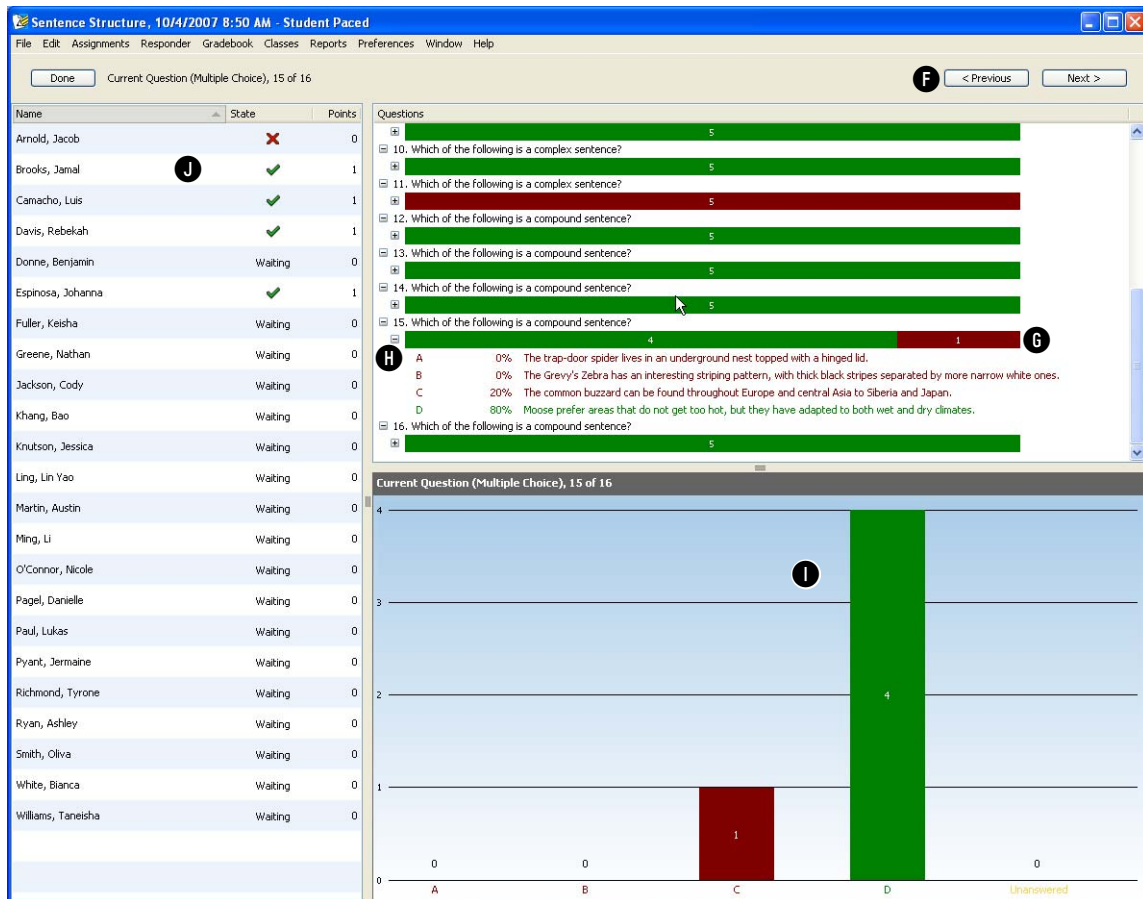 Sentence Structure, 10/4/2007 8:50 AM - Student Paced
File Edit Assignments Responder Gradebook Classes Reports Preferences Window Help
Done Current Question (Multiple Choice), 15 of 16 F < Previous Next >
Name State Points
Arnold, Jacob 0
Brooks, Jamal J 1
Camacho, Luis 1
Davis, Rebekah 1
Donne, Benjamin Waiting 0
Espinosa, Johanna 1
Fuller, Keisha Waiting 0
Greene, Nathan Waiting 0
Jackson, Cody Waiting 0
Khang, Bao Waiting 0
Knutson, Jessica Waiting 0
Ling, Lin Yao Waiting 0
Martin, Austin Waiting 0
Ming, Li Waiting 0
O'Connor, Nicole Waiting 0
Pagel, Danielle Waiting 0
Paul, Lukas Waiting 0
Pyant, Jermaine Waiting 0
Richmond, Tyrone Waiting 0
Ryan, Ashley Waiting 0
Smith, Oliva Waiting 0
White, Bianca Waiting 0
Williams, Taneisha Waiting 0
Questions
5
10. Which of the following is a complex sentence?
5
11. Which of the following is a complex sentence?
5
12. Which of the following is a compound sentence?
5
13. Which of the following is a compound sentence?
5
14. Which of the following is a compound sentence?
5
15. Which of the following is a compound sentence?
4 1 G
H A 0% The trap-door spider lives in an underground nest topped with a hinged lid.
B 0% The Grevy's Zebra has an interesting striping pattern, with thick black stripes separated by more narrow white ones.
C 20% The common buzzard can be found throughout Europe and central Asia to Siberia and Japan.
D 80% Moose prefer areas that do not get too hot, but they have adapted to both wet and dry climates.
16. Which of the following is a compound sentence?
5
Current Question (Multiple Choice), 15 of 16
4
I
3
2 4
1
1
0 0 0
0
A B C D Unanswered